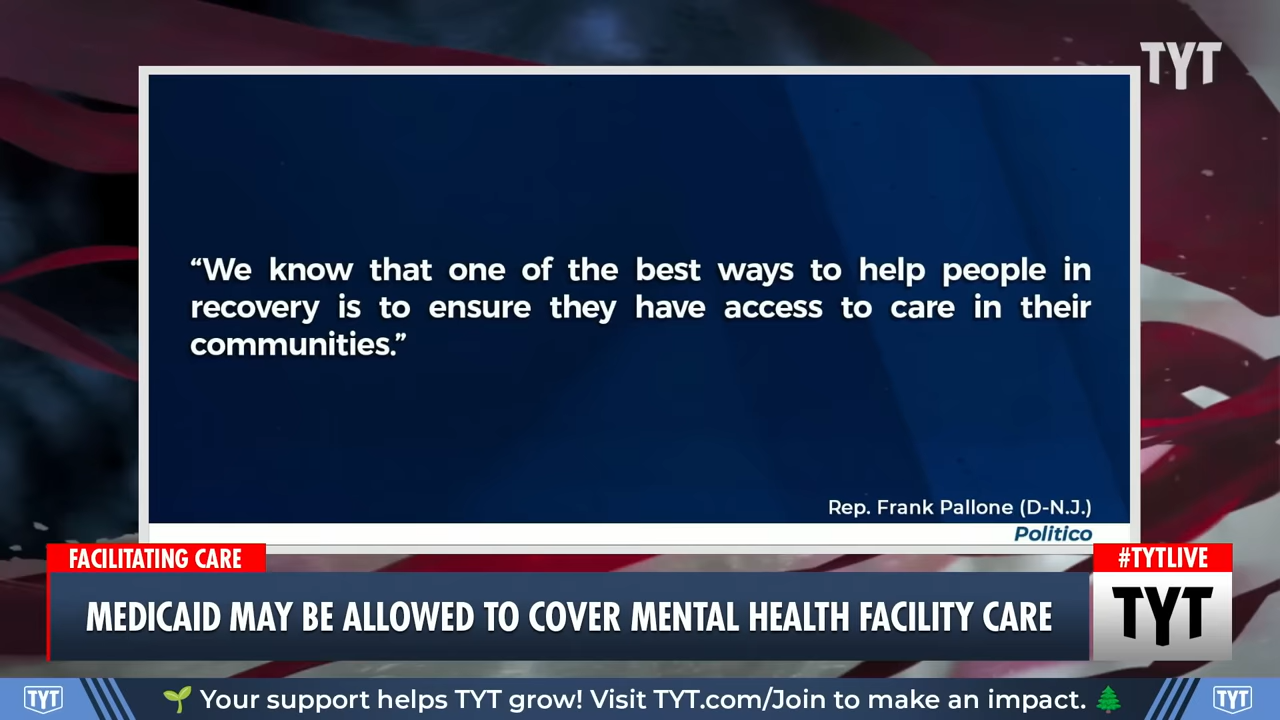 TYT
“We know that one of the best ways to help people in
recovery is to ensure they have access to care in their
communities.”
Rep. Frank Pallone (D-N.J.)
Politico
FACILITATING CARE
#TYTLIVE
MEDICAID MAY BE ALLOWED TO COVER MENTAL HEALTH FACILITY CARE
TYT
TYT
🌱 Your support helps TYT grow! Visit TYT.com/Join to make an impact. 🌲
TYT